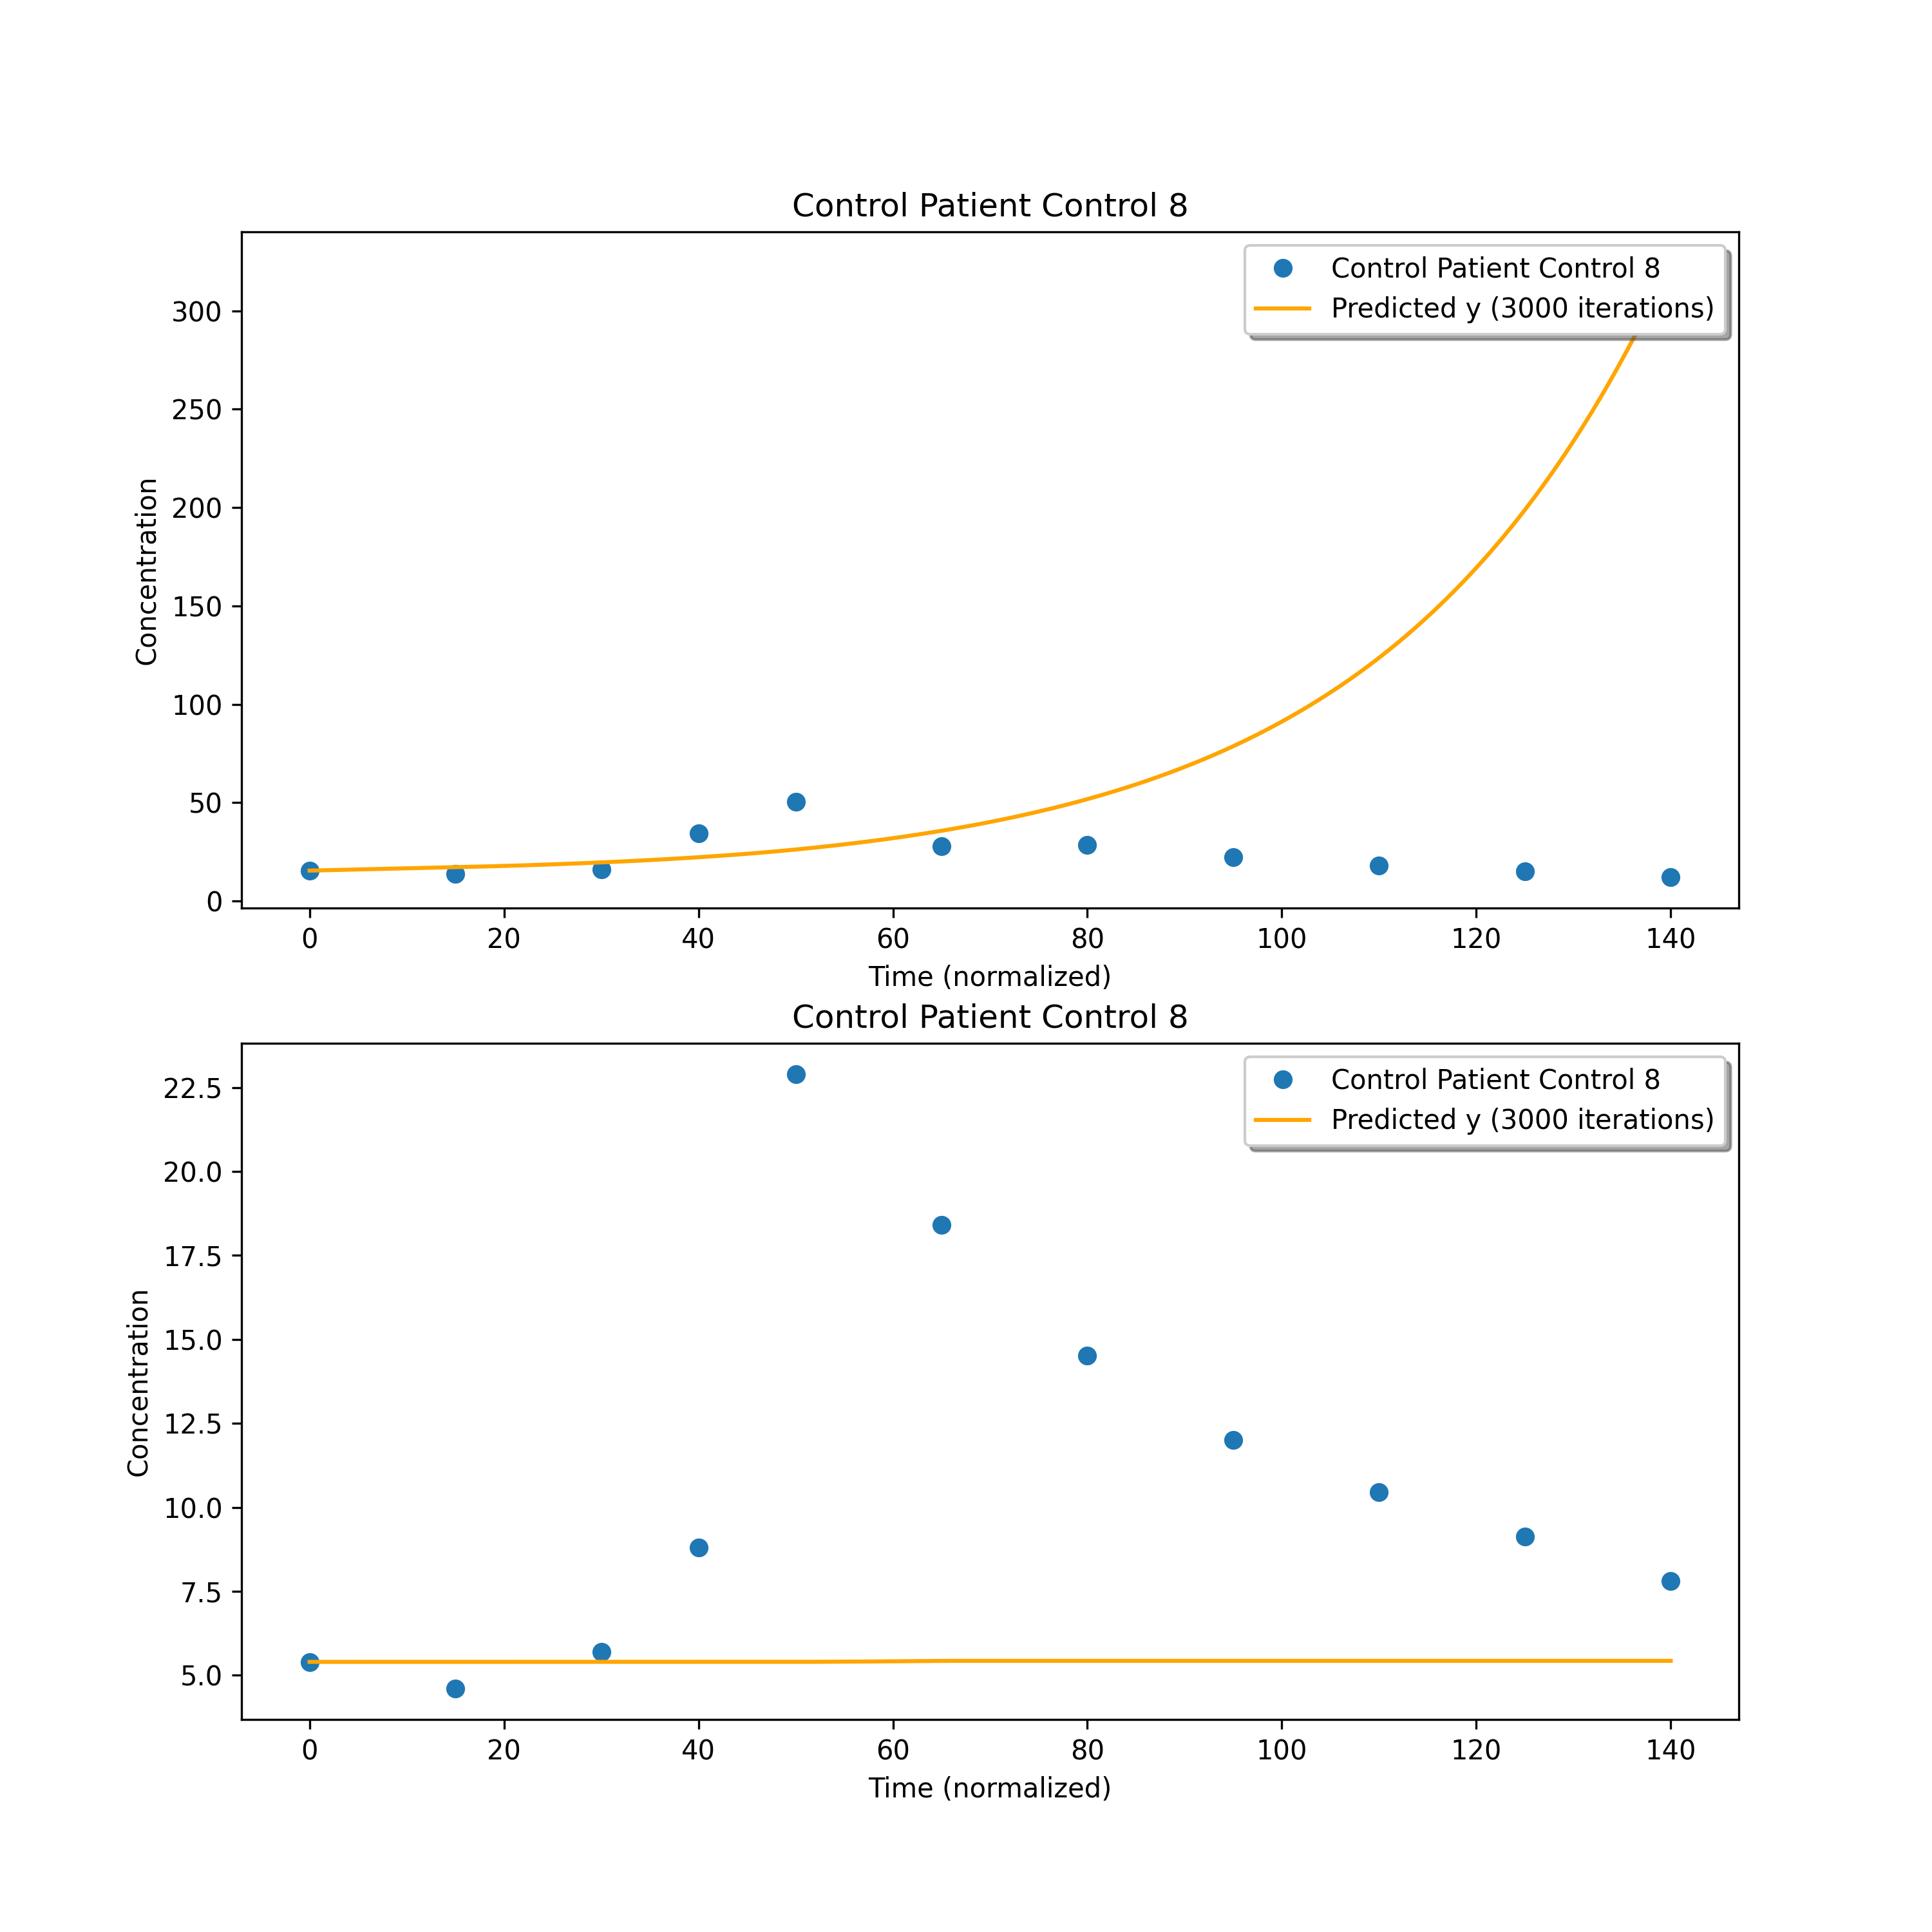 Control Patient Control 8
Control Patient Control 8
Predicted y (3000 iterations)
300
250
200
150
100
50
0
Concentration
0 20 40 60 80 100 120 140
Time (normalized)
Control Patient Control 8
Control Patient Control 8
Predicted y (3000 iterations)
22.5
20.0
17.5
15.0
12.5
10.0
7.5
5.0
Concentration
0 20 40 60 80 100 120 140
Time (normalized)